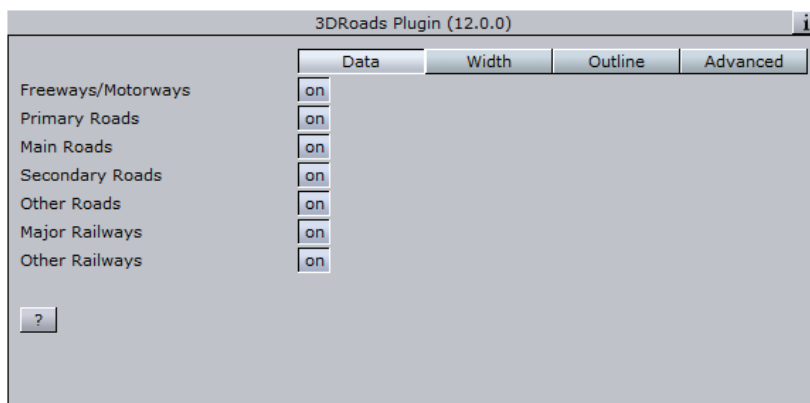 3DRoads Plugin (12.0.0) i
Data Width Outline Advanced
Freeways/Motorways on
Primary Roads on
Main Roads on
Secondary Roads on
Other Roads on
Major Railways on
Other Railways on
?